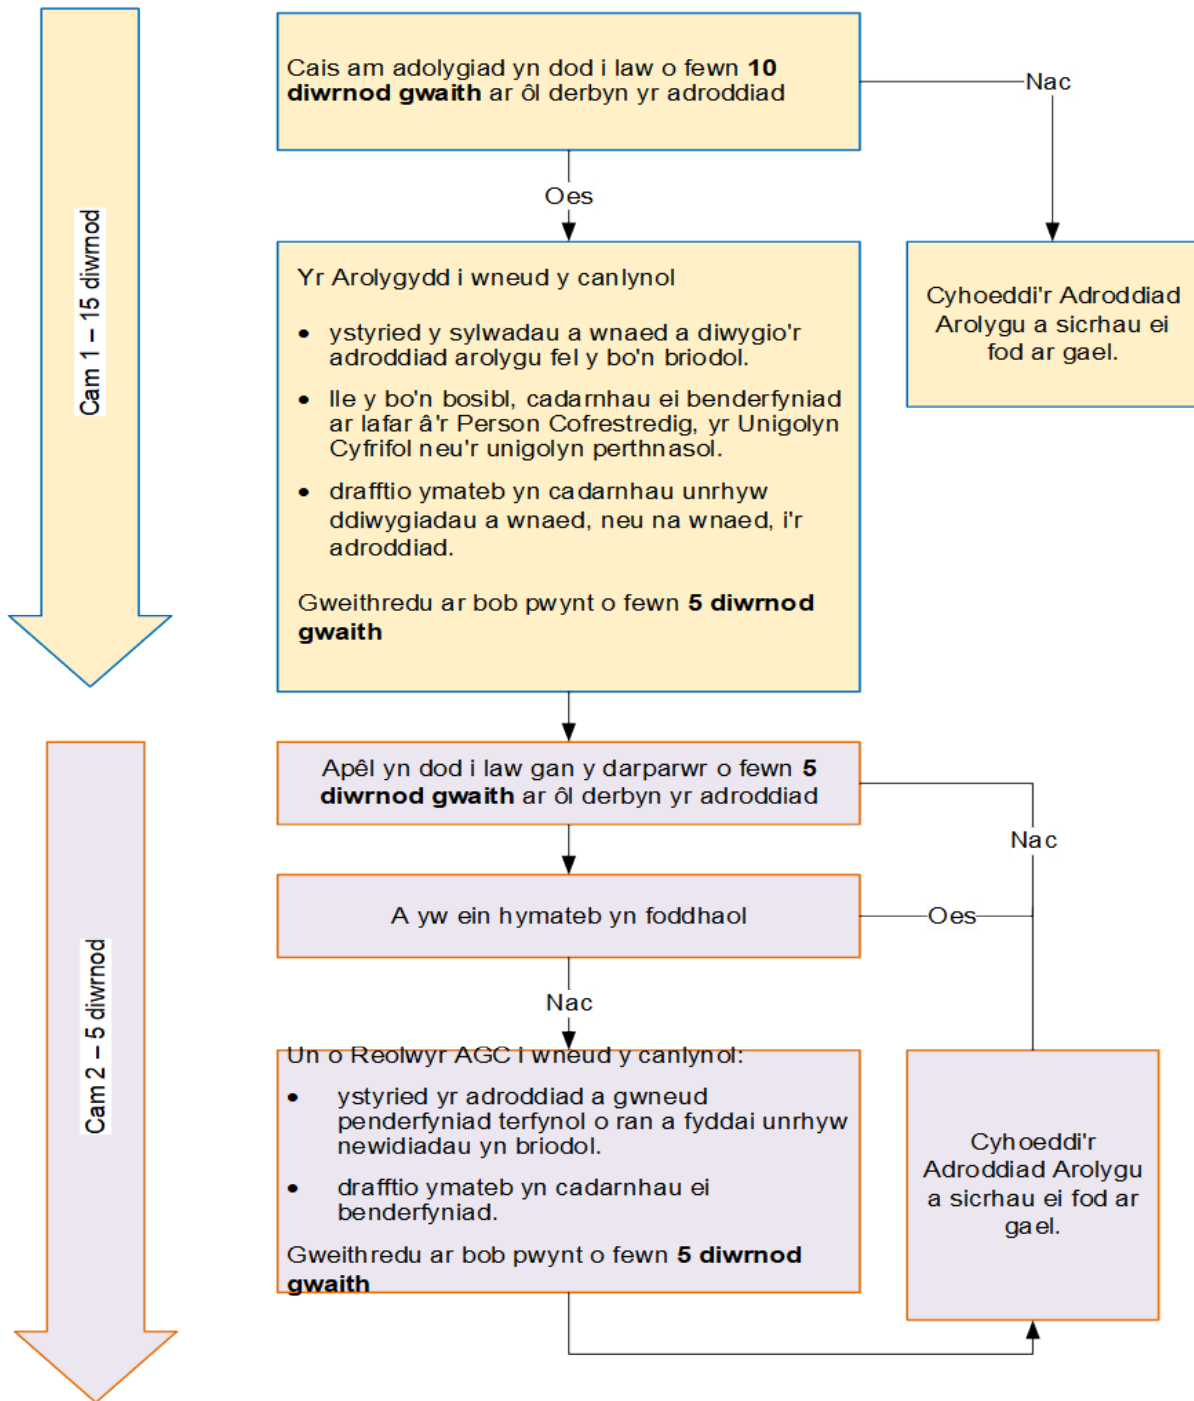 Cam 1 – 15 diwrnod
Cais am adolygiad yn dod i law o fewn 10
diwrnod gwaith ar ôl derbyn yr adroddiad
Nac
Oes
Yr Arolygydd i wneud y canlynol
• ystyried y sylwadau a wnaed a diwygio'r
adroddiad arolygu fel y bo'n briodol.
• lle y bo'n bosibl, cadarnhau ei benderfyniad
ar lafar â'r Person Cofrestredig, yr Unigolyn
Cyfrifol neu'r unigolyn perthnasol.
• drafftio ymateb yn cadarnhau unrhyw
ddiwygiadau a wnaed, neu na wnaed, i'r
adroddiad.
Gweithredu ar bob pwynt o fewn 5 diwrnod
gwaith
Cyhoeddi'r Adroddiad
Arolygu a sicrhau ei
fod ar gael.
Cam 2 – 5 diwrnod
Apêl yn dod i law gan y darparwr o fewn 5
diwrnod gwaith ar ôl derbyn yr adroddiad
Nac
A yw ein hymateb yn foddhaol
Oes
Nac
Un o Reolwyr AGC i wneud y canlynol:
• ystyried yr adroddiad a gwneud
penderfyniad terfynol o ran a fyddai unrhyw
newidiadau yn briodol.
• drafftio ymateb yn cadarnhau ei
benderfyniad.
Gweithredu ar bob pwynt o fewn 5 diwrnod
gwaith
Cyhoeddi'r
Adroddiad Arolygu
a sicrhau ei fod ar
gael.